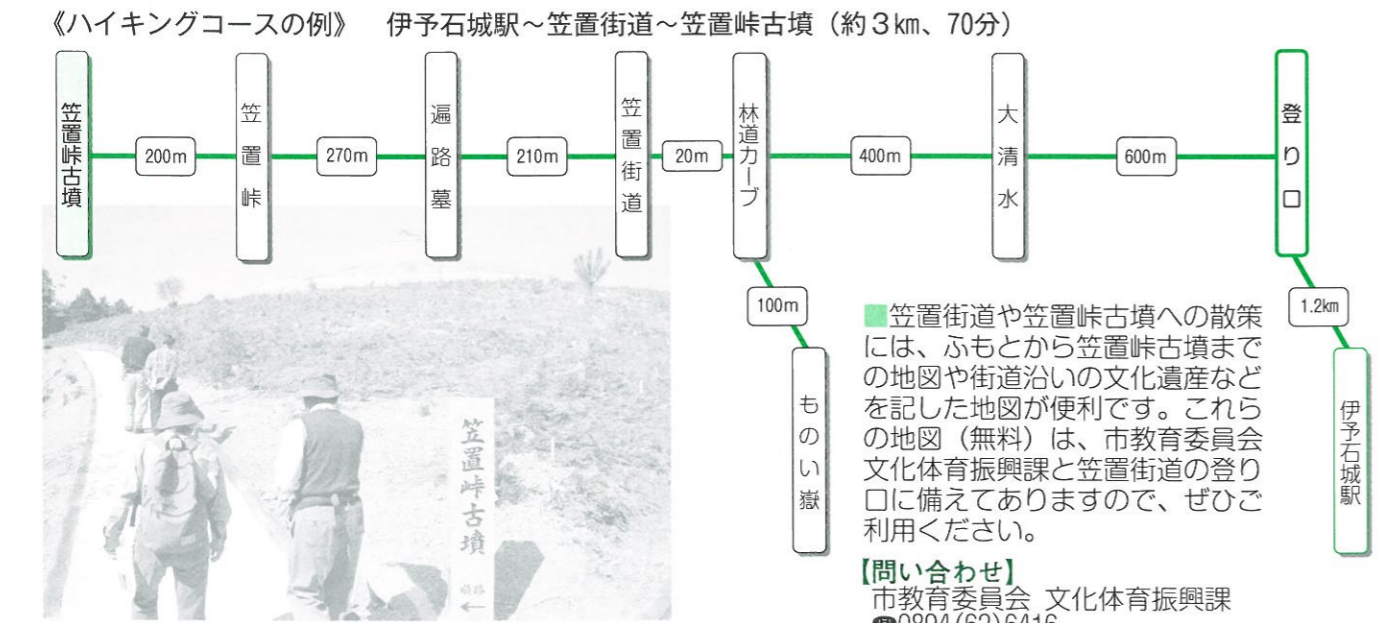 《ハイキングコースの例》　伊予石城駅～笠置街道～笠置峠古墳（約３㎞、70分）
笠置峠古墳
200m
笠置峠
270m
遍路墓
210m
笠置街道
20m
林道カーブ
400m
大清水
600m
登り口
100m
ものい嶽
1.2㎞
伊予石城駅
■笠置街道や笠置峠古墳への散策
には、ふもとから笠置峠古墳まで
の地図や街道沿いの文化遺産など
を記した地図が便利です。これら
の地図（無料）は、市教育委員会
文化体育振興課と笠置街道の登り
口に備えてありますので、ぜひご
利用ください。
【問い合わせ】
市教育委員会 文化体育振興課
0894(62)6416
笠置峠古墳
順路
←